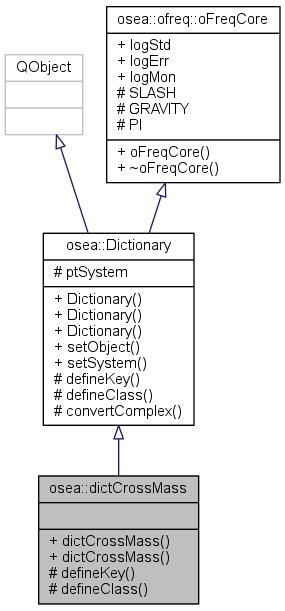 osea::ofreq::oFreqCore
+ logStd
+ logErr
+ logMon
# SLASH
# GRAVITY
# PI
+ oFreqCore()
+ ~oFreqCore()
QObject
osea::Dictionary
# ptSystem
+ Dictionary()
+ Dictionary()
+ Dictionary()
+ setObject()
+ setSystem()
# defineKey()
# defineClass()
# convertComplex()
osea::dictCrossMass
+ dictCrossMass()
+ dictCrossMass()
# defineKey()
# defineClass()